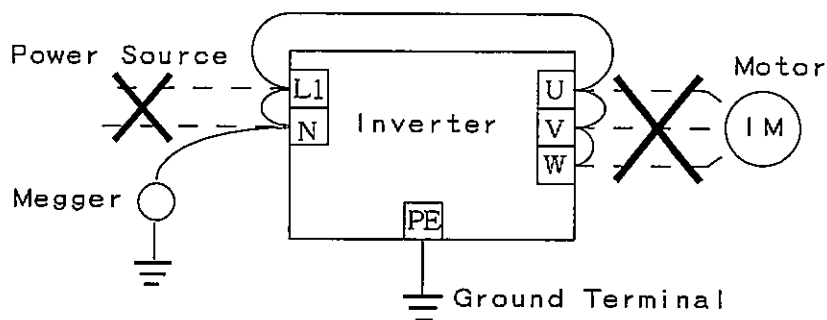 Power Source
Motor
L1
U
N
Inverter
V
IM
W
Megger
PE
Ground Terminal